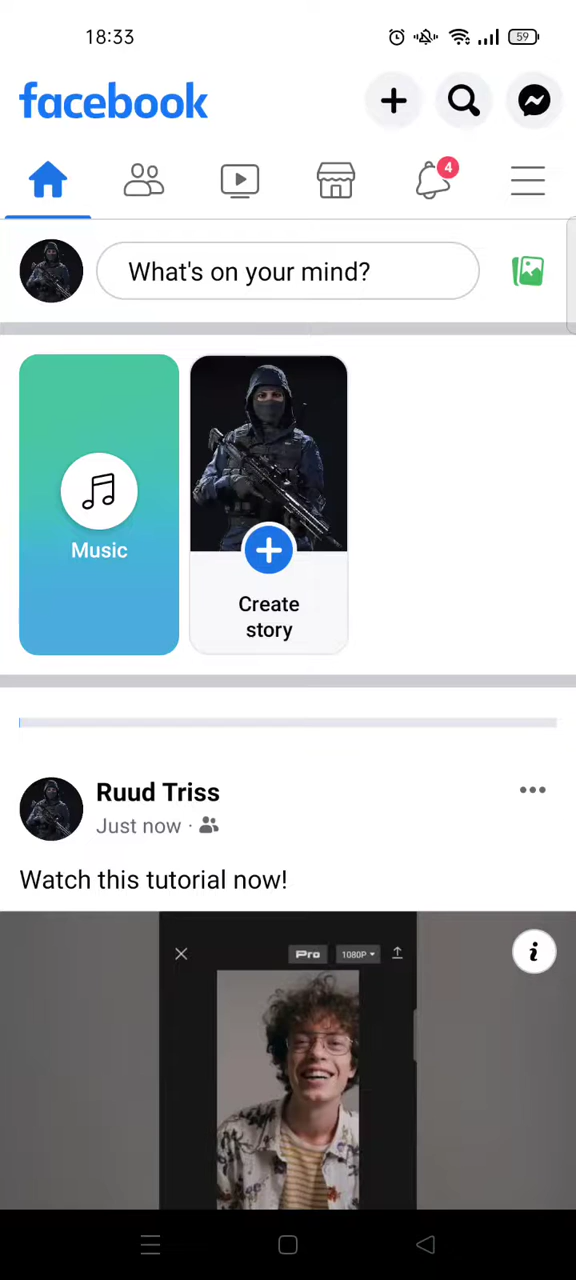 18:33
59
facebook
4
What's on your mind?
Music
Create
story
Ruud Triss
Just now ·
Watch this tutorial now!
Pro
1080P
i